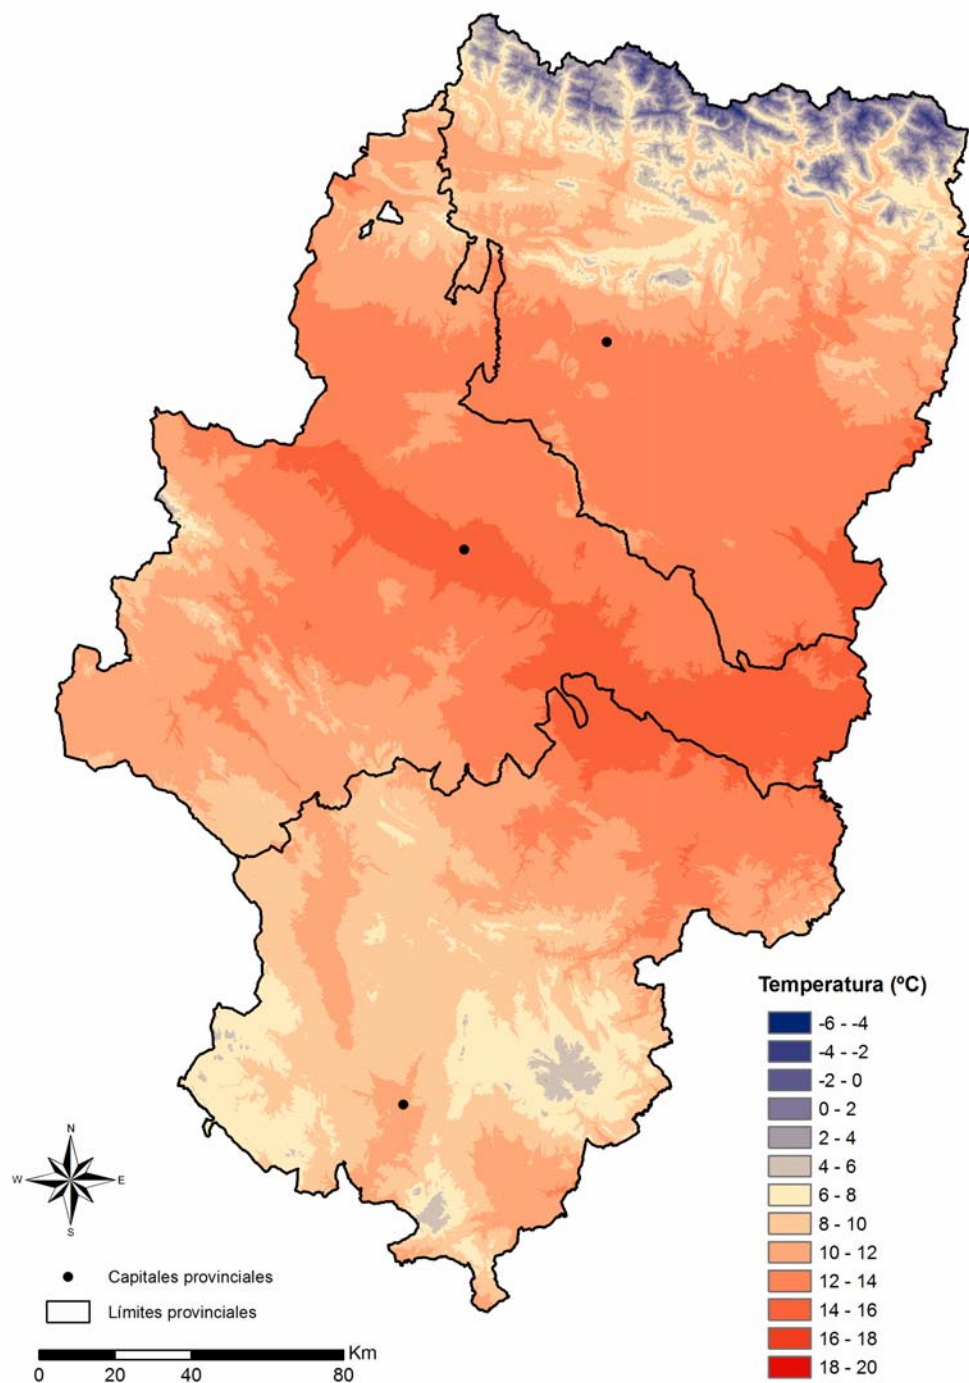 Temperatura (ºC)
-6 - -4
-4 - -2
-2 - 0
0 - 2
2 - 4
4 - 6
6 - 8
8 - 10
10 - 12
12 - 14
14 - 16
16 - 18
18 - 20
N
W E
S
Capitales provinciales
Límites provinciales
Km
0 20 40 80